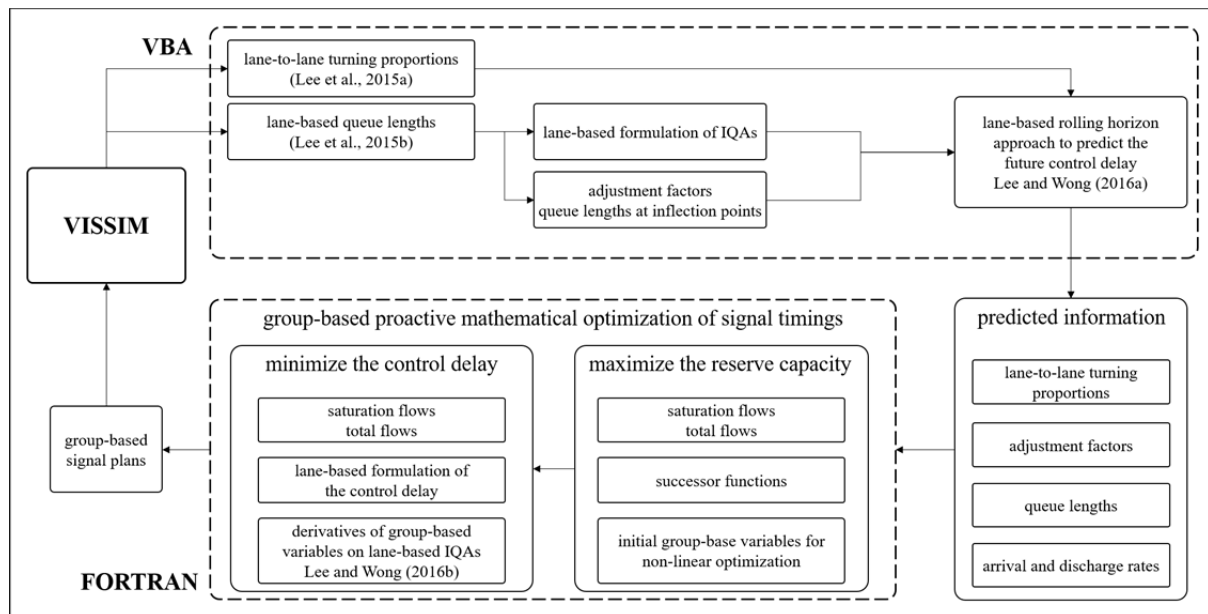 VBA
lane-to-lane turning proportions
(Lee et al., 2015a)
lane-based queue lengths
(Lee et al., 2015b)
lane-based formulation of IQAs
adjustment factors
queue lengths at inflection points
lane-based rolling horizon
approach to predict the
future control delay
Lee and Wong (2016a)
VISSIM
group-based proactive mathematical optimization of signal timings
minimize the control delay
saturation flows
total flows
lane-based formulation of
the control delay
derivatives of group-based
variables on lane-based IQAs
Lee and Wong (2016b)
maximize the reserve capacity
saturation flows
total flows
successor functions
initial group-base variables for
non-linear optimization
predicted information
lane-to-lane turning
proportions
adjustment factors
queue lengths
arrival and discharge rates
group-based
signal plans
FORTRAN